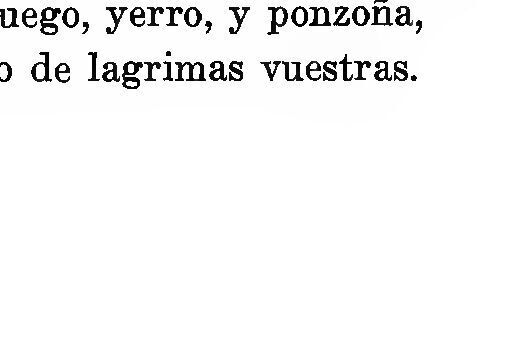 uego, yerro, y ponzoña,
o de lagrimas vuestras.